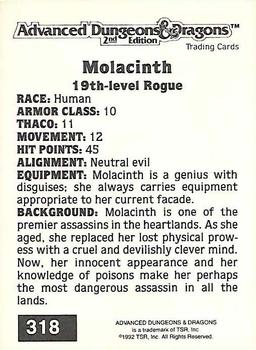 Advanced Dungeons & Dragons™
2nd Edition
Trading Cards
Molacinth
19th-level Rogue
RACE: Human
ARMOR CLASS: 10
THACO: 11
MOVEMENT: 12
HIT POINTS: 45
ALIGNMENT: Neutral evil
EQUIPMENT: Molacinth is a genius with
disguises; she always carries equipment
appropriate to her current facade.
BACKGROUND: Molacinth is one of the
premier assassins in the heartlands. As she
aged, she replaced her lost physical prow-
ess with a cruel and devilishly clever mind.
Now, her innocent appearance and her
knowledge of poisons make her perhaps
the most dangerous assassin in all the
lands.
318
ADVANCED DUNGEONS & DRAGONS
is a trademark of TSR, Inc
©1992 TSR, Inc. All Rights Reserved.